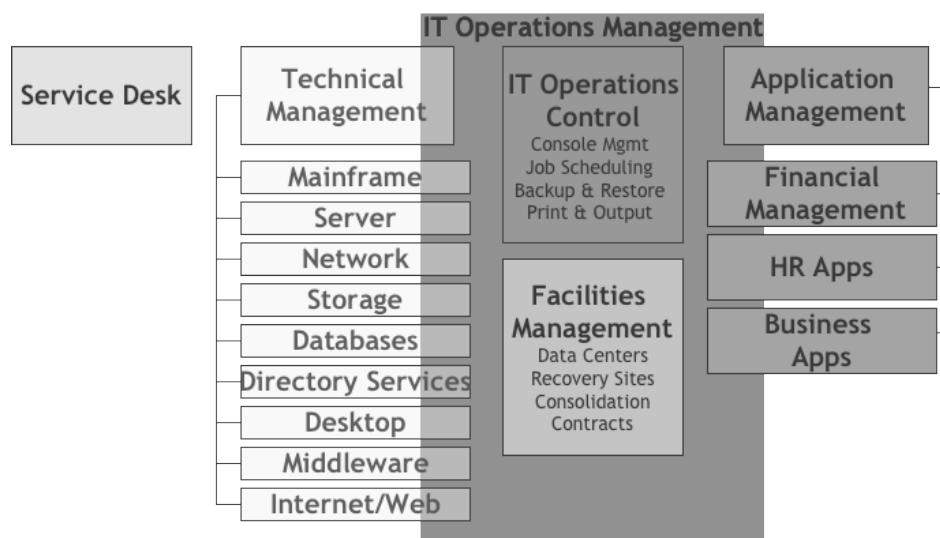 IT Operations Management
Service Desk
Technical
Management
Mainframe
Server
Network
Storage
Databases
Directory Services
Desktop
Middleware
Internet/Web
IT Operations
Control
Console Mgmt
Job Scheduling
Backup & Restore
Print & Output
Facilities
Management
Data Centers
Recovery Sites
Consolidation
Contracts
Application
Management
Financial
Management
HR Apps
Business
Apps